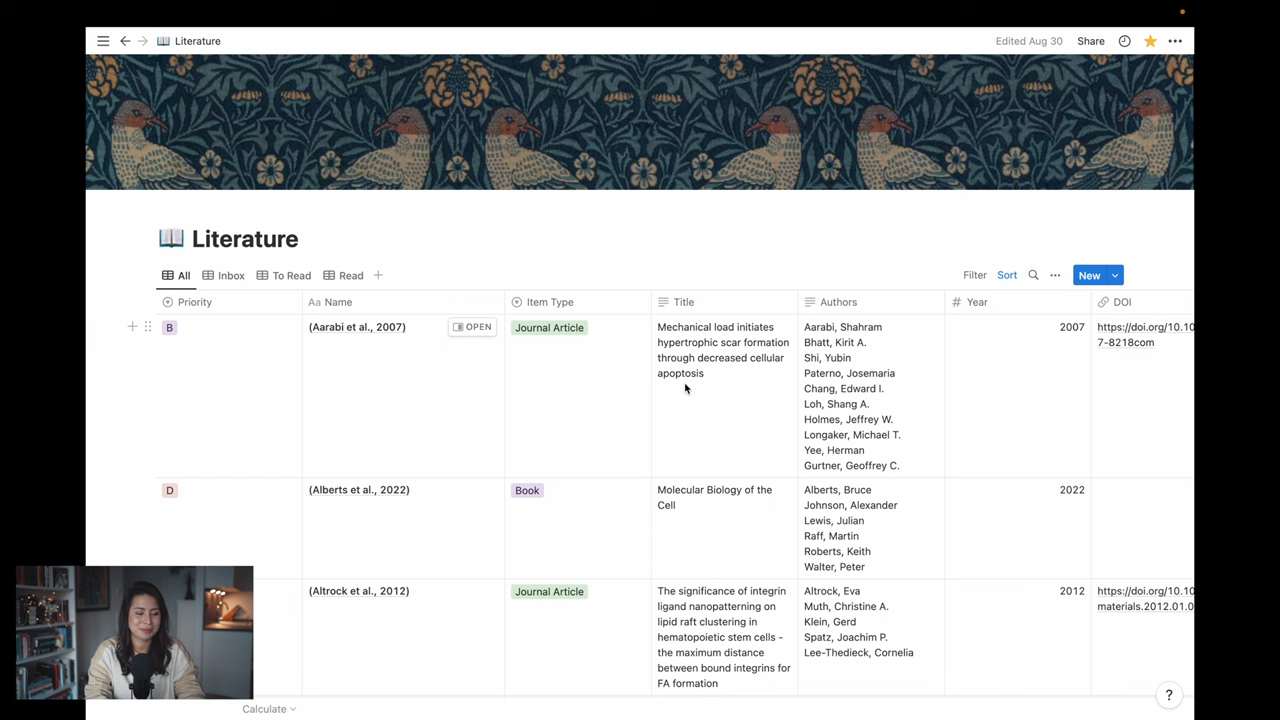 Literature
Edited Aug 30
Share
Literature
All
Inbox
To Read
Read
Filter
Sort
New
Priority
Aa Name
Item Type
Title
Authors
Year
DOI
B
(Aarabi et al., 2007)
OPEN
Journal Article
Mechanical load initiates
hypertrophic scar formation
through decreased cellular
apoptosis
Aarabi, Shahram
Bhatt, Kirit A.
Shi, Yubin
Paterno, Josemaria
Chang, Edward I.
Loh, Shang A.
Holmes, Jeffrey W.
Longaker, Michael T.
Yee, Herman
Gurtner, Geoffrey C.
2007
https://doi.org/10.10
7-8218com
D
(Alberts et al., 2022)
Book
Molecular Biology of the
Cell
Alberts, Bruce
Johnson, Alexander
Lewis, Julian
Raff, Martin
Roberts, Keith
Walter, Peter
2022
(Altrock et al., 2012)
Journal Article
The significance of integrin
ligand nanopatterning on
lipid raft clustering in
hematopoietic stem cells -
the maximum distance
between bound integrins for
FA formation
Altrock, Eva
Muth, Christine A.
Klein, Gerd
Spatz, Joachim P.
Lee-Thedieck, Cornelia
2012
https://doi.org/10.10
materials.2012.01.0
Calculate
?